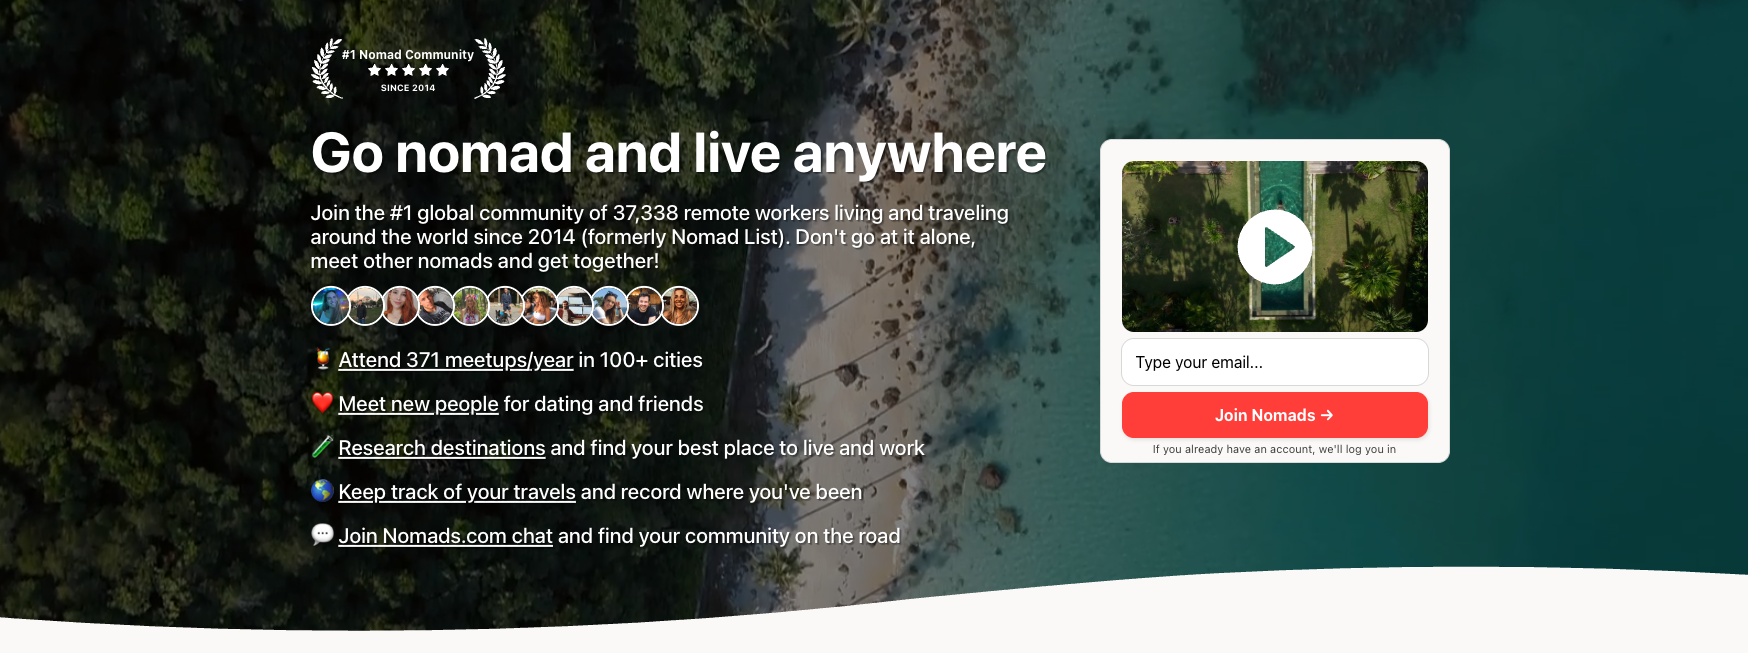 #1 Nomad Community
SINCE 2014
Go nomad and live anywhere
Join the #1 global community of 37,338 remote workers living and traveling
around the world since 2014 (formerly Nomad List). Don't go at it alone,
meet other nomads and get together!
Attend 371 meetups/year in 100+ cities
Meet new people for dating and friends
Research destinations and find your best place to live and work
Keep track of your travels and record where you've been
Join Nomads.com chat and find your community on the road
Type your email...
Join Nomads →
If you already have an account, we'll log you in